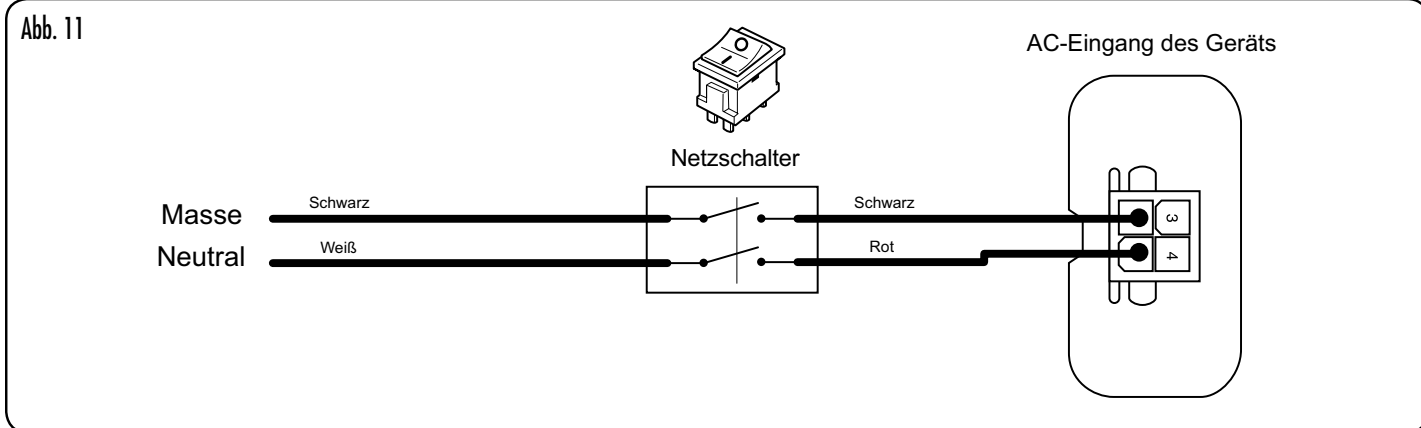 Abb. 11
AC-Eingang des Geräts
Netzschalter
Masse
Schwarz
Schwarz
3
Neutral
Weiß
Rot
4